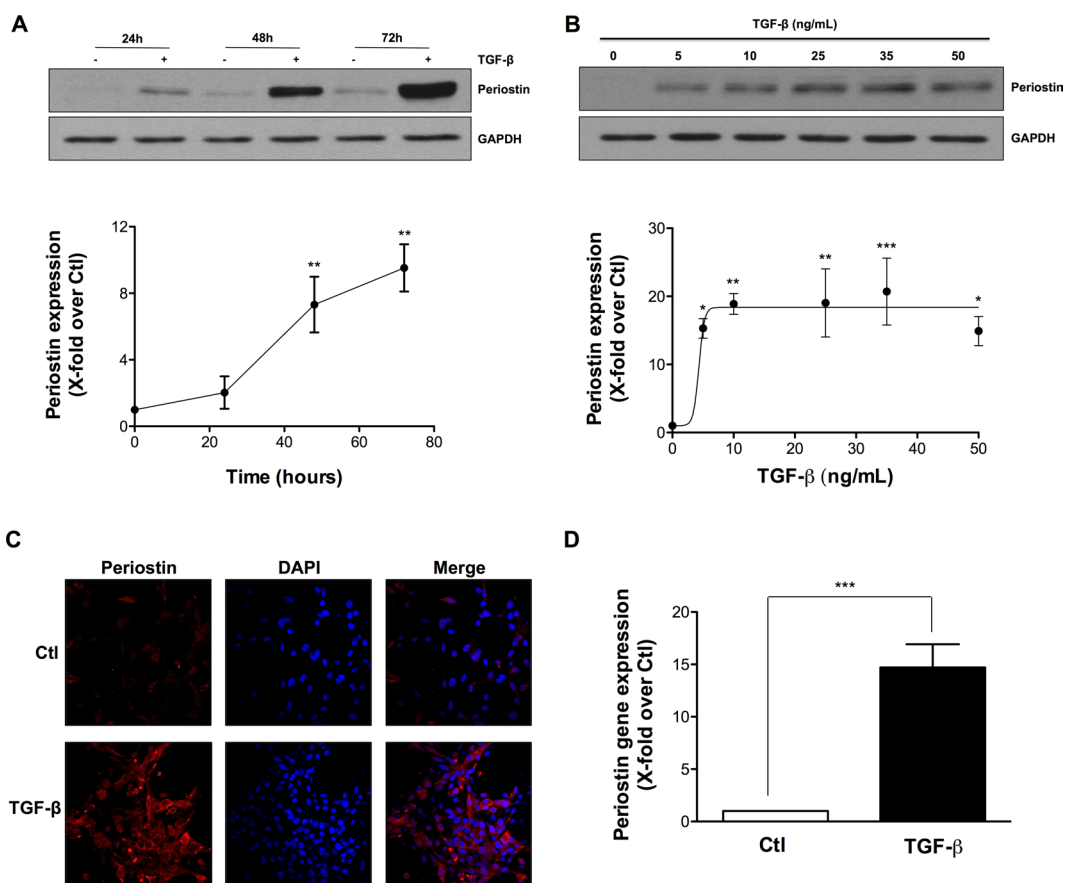 A
24h 48h 72h
- + - + - + TGF-β
Periostin
GAPDH
Periostin expression
(X-fold over Ctl)
12
8
4
0
** **
0 20 40 60 80
Time (hours)
B
TGF-β (ng/mL)
0 5 10 25 35 50
Periostin
GAPDH
Periostin expression
(X-fold over Ctl)
30
20
10
0
* ** ** *** *
0 10 20 30 40 50
TGF-β (ng/mL)
C
Periostin DAPI Merge
Ctl
TGF-β
D
Periostin gene expression
(X-fold over Ctl)
20
15
10
5
0
***
Ctl TGF-β